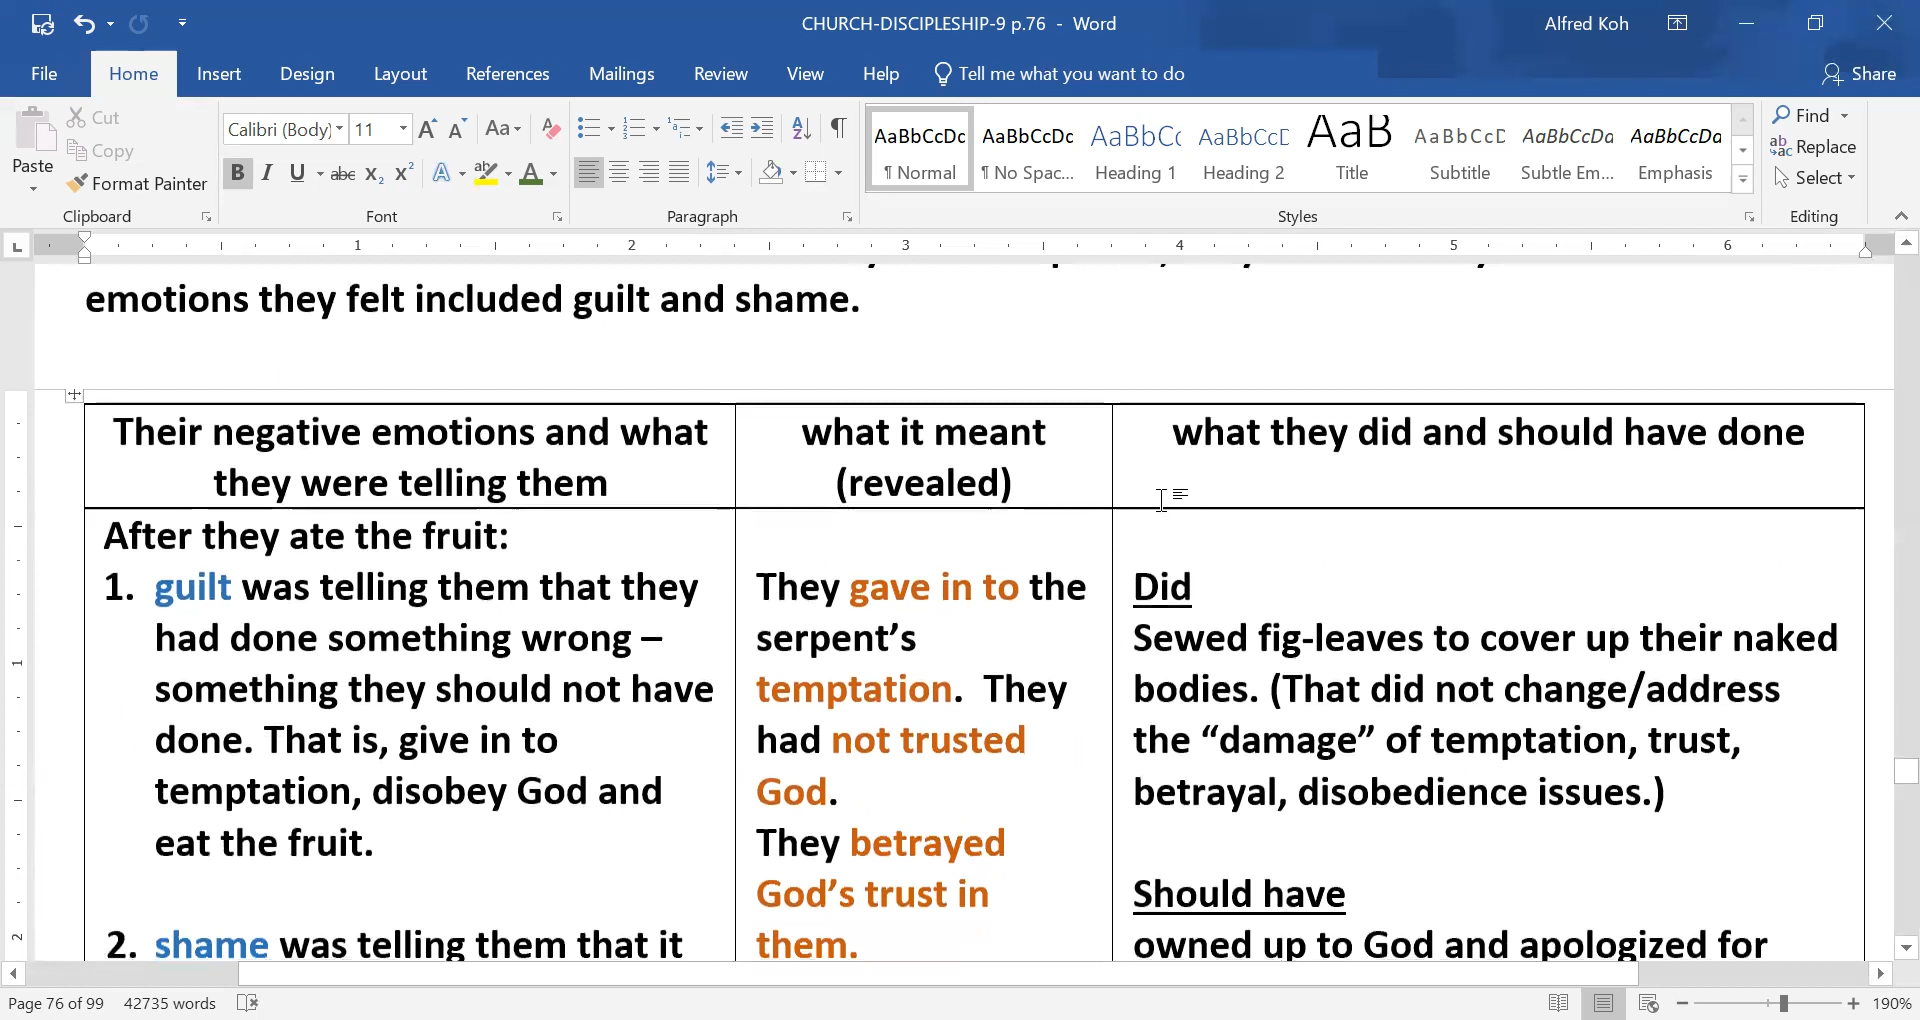 CHURCH-DISCIPLESHIP-9 p.76 - Word
Alfred Koh
File Home Insert Design Layout References Mailings Review View Help Tell me what you want to do Share
Cut
Copy
Paste
Format Painter
Clipboard
Calibri (Body) 11
Font
Paragraph
AaBbCcDc AaBbCcDc AaBbCc AaBbCcD AaB AaBbCcD AaBbCcDa AaBbCcDa
¶ Normal ¶ No Spac... Heading 1 Heading 2 Title Subtitle Subtle Em... Emphasis
Styles
Find
Replace
Select
Editing
1 2 3 4 5 6
emotions they felt included guilt and shame.
Their negative emotions and what
they were telling them
what it meant
(revealed)
what they did and should have done
After they ate the fruit:
1. guilt was telling them that they
had done something wrong –
something they should not have
done. That is, give in to
temptation, disobey God and
eat the fruit.
2. shame was telling them that it
They gave in to the
serpent’s
temptation. They
had not trusted
God.
They betrayed
God’s trust in
them.
Did
Sewed fig-leaves to cover up their naked
bodies. (That did not change/address
the “damage” of temptation, trust,
betrayal, disobedience issues.)
Should have
owned up to God and apologized for
Page 76 of 99 42735 words
190%